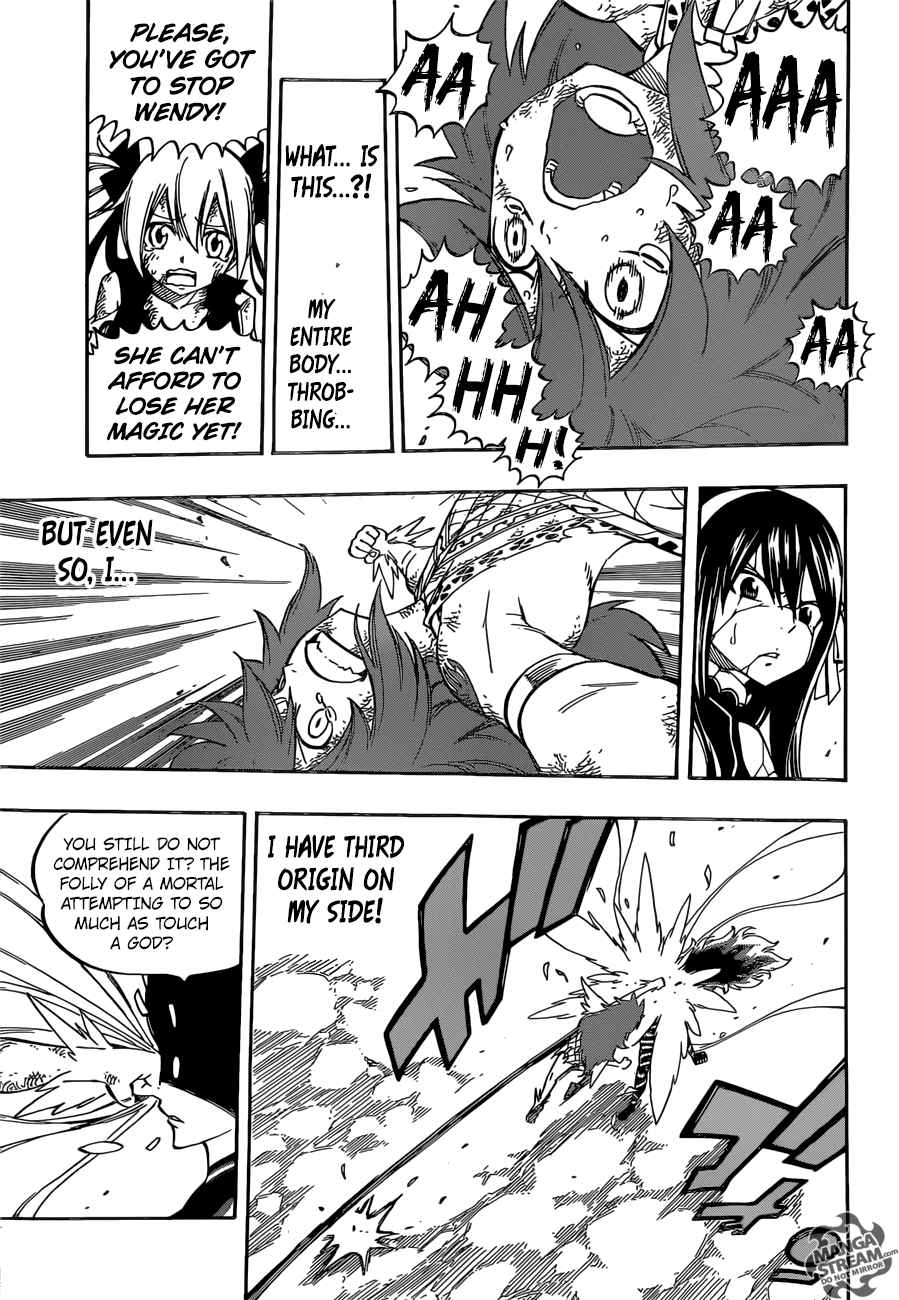 AAA
AA
AA
AA
AH
HH
H!
WHAT... IS
THIS...?!
MY
ENTIRE
BODY...
THROB-
BING...
PLEASE,
YOU'VE GOT
TO STOP
WENDY!
SHE CAN'T
AFFORD TO
LOSE HER
MAGIC YET!
BUT EVEN
SO, I...
I HAVE THIRD
ORIGIN ON
MY SIDE!
YOU STILL DO NOT
COMPREHEND IT? THE
FOLLY OF A MORTAL
ATTEMPTING TO SO
MUCH AS TOUCH
A GOD?
MANGA
STREAM.com
DO NOT MIRROR